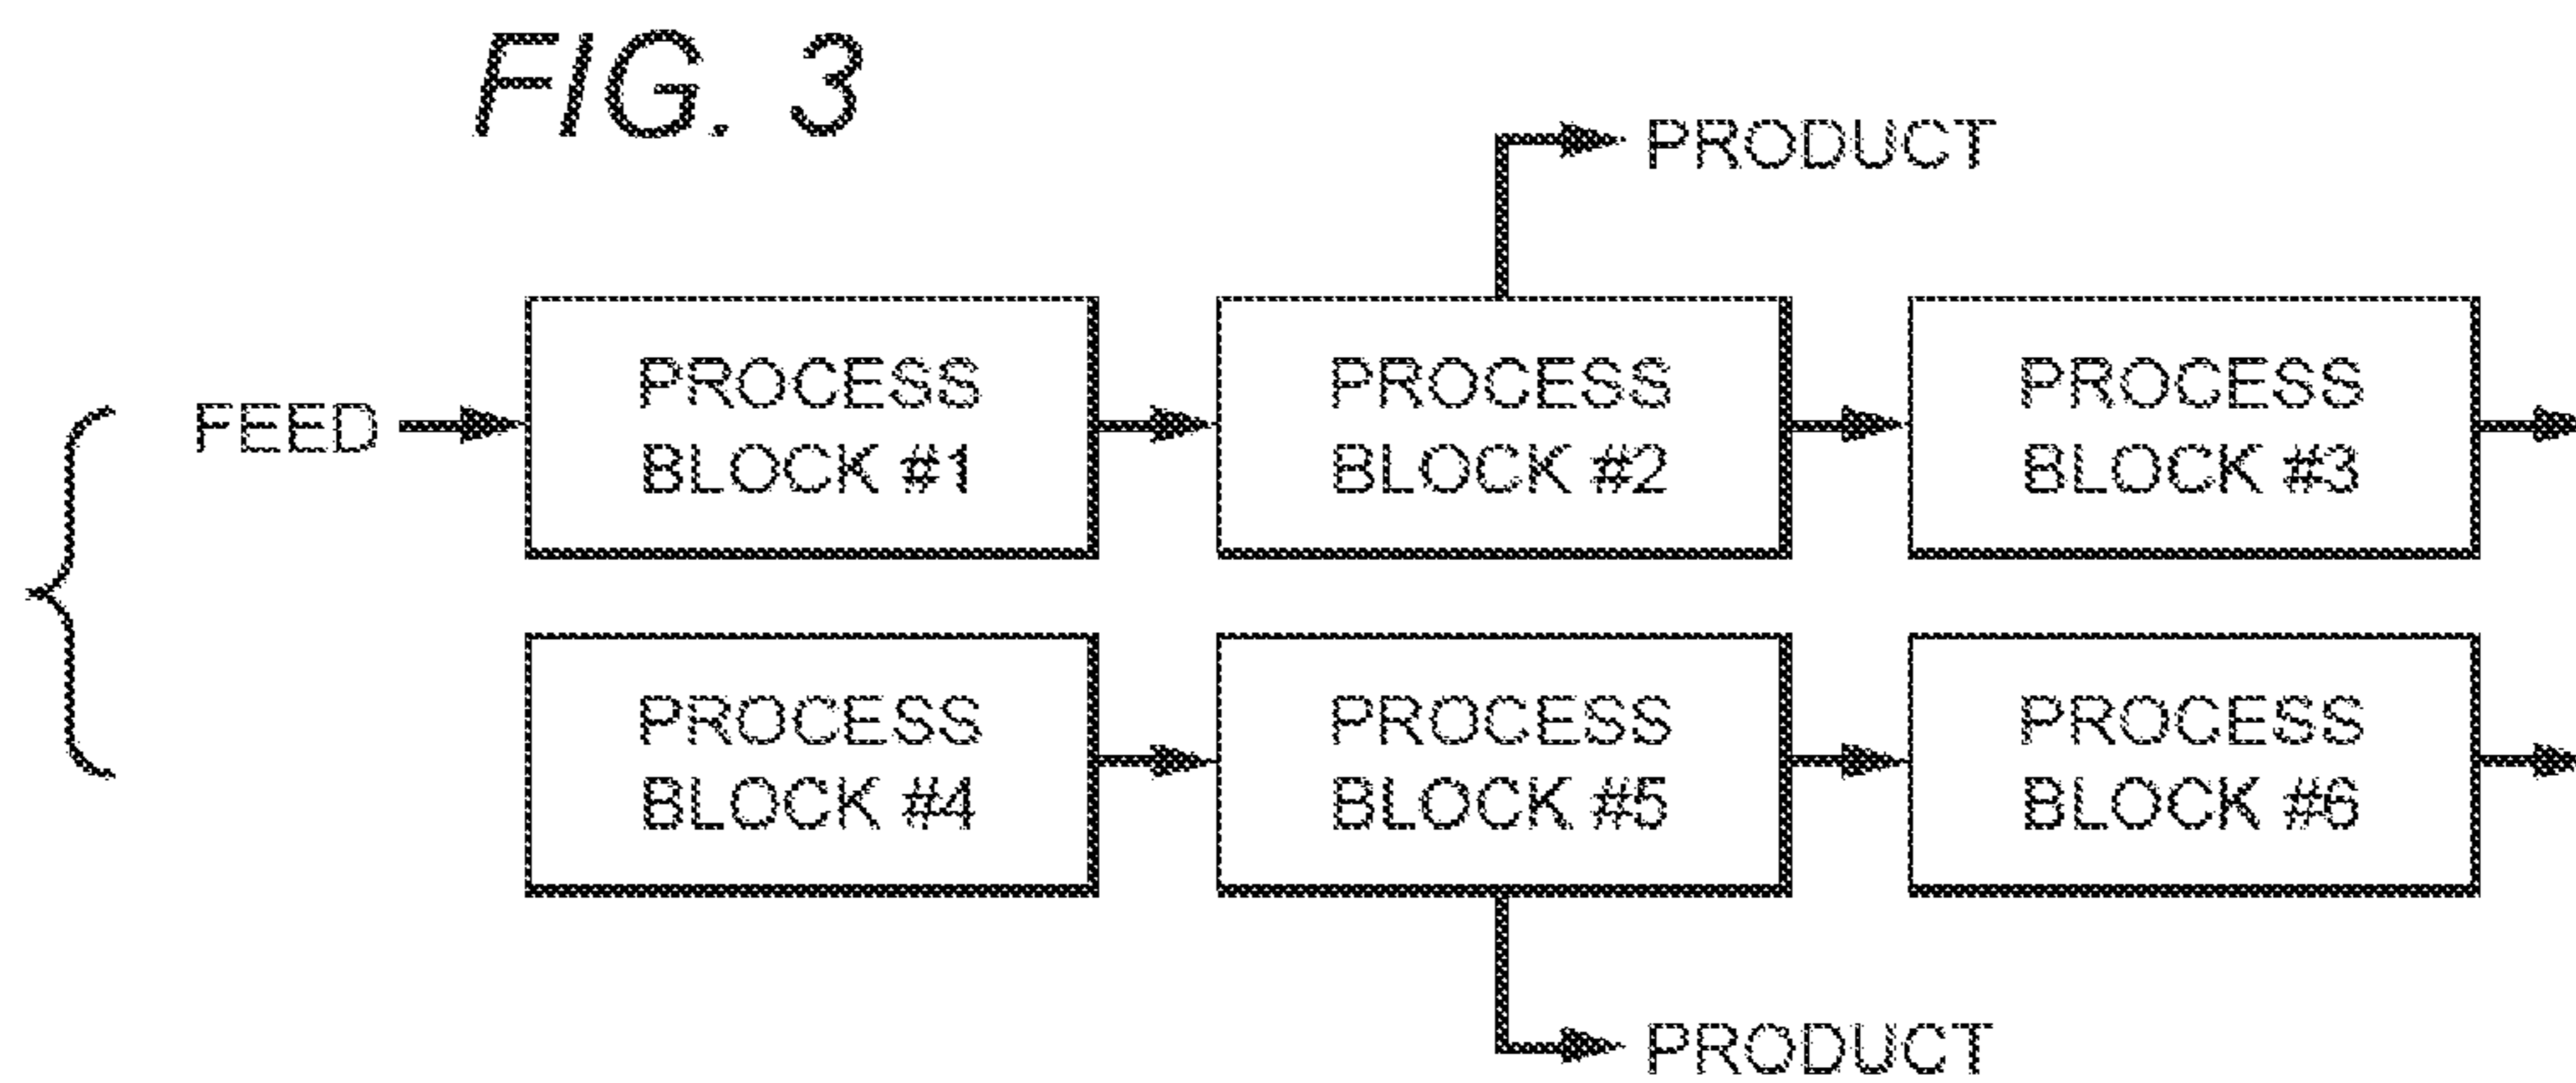 FIG. 3
PRODUCT
FEED
PROCESS
BLOCK #1
PROCESS
BLOCK #2
PROCESS
BLOCK #3
PROCESS
BLOCK #4
PROCESS
BLOCK #5
PROCESS
BLOCK #6
PRODUCT